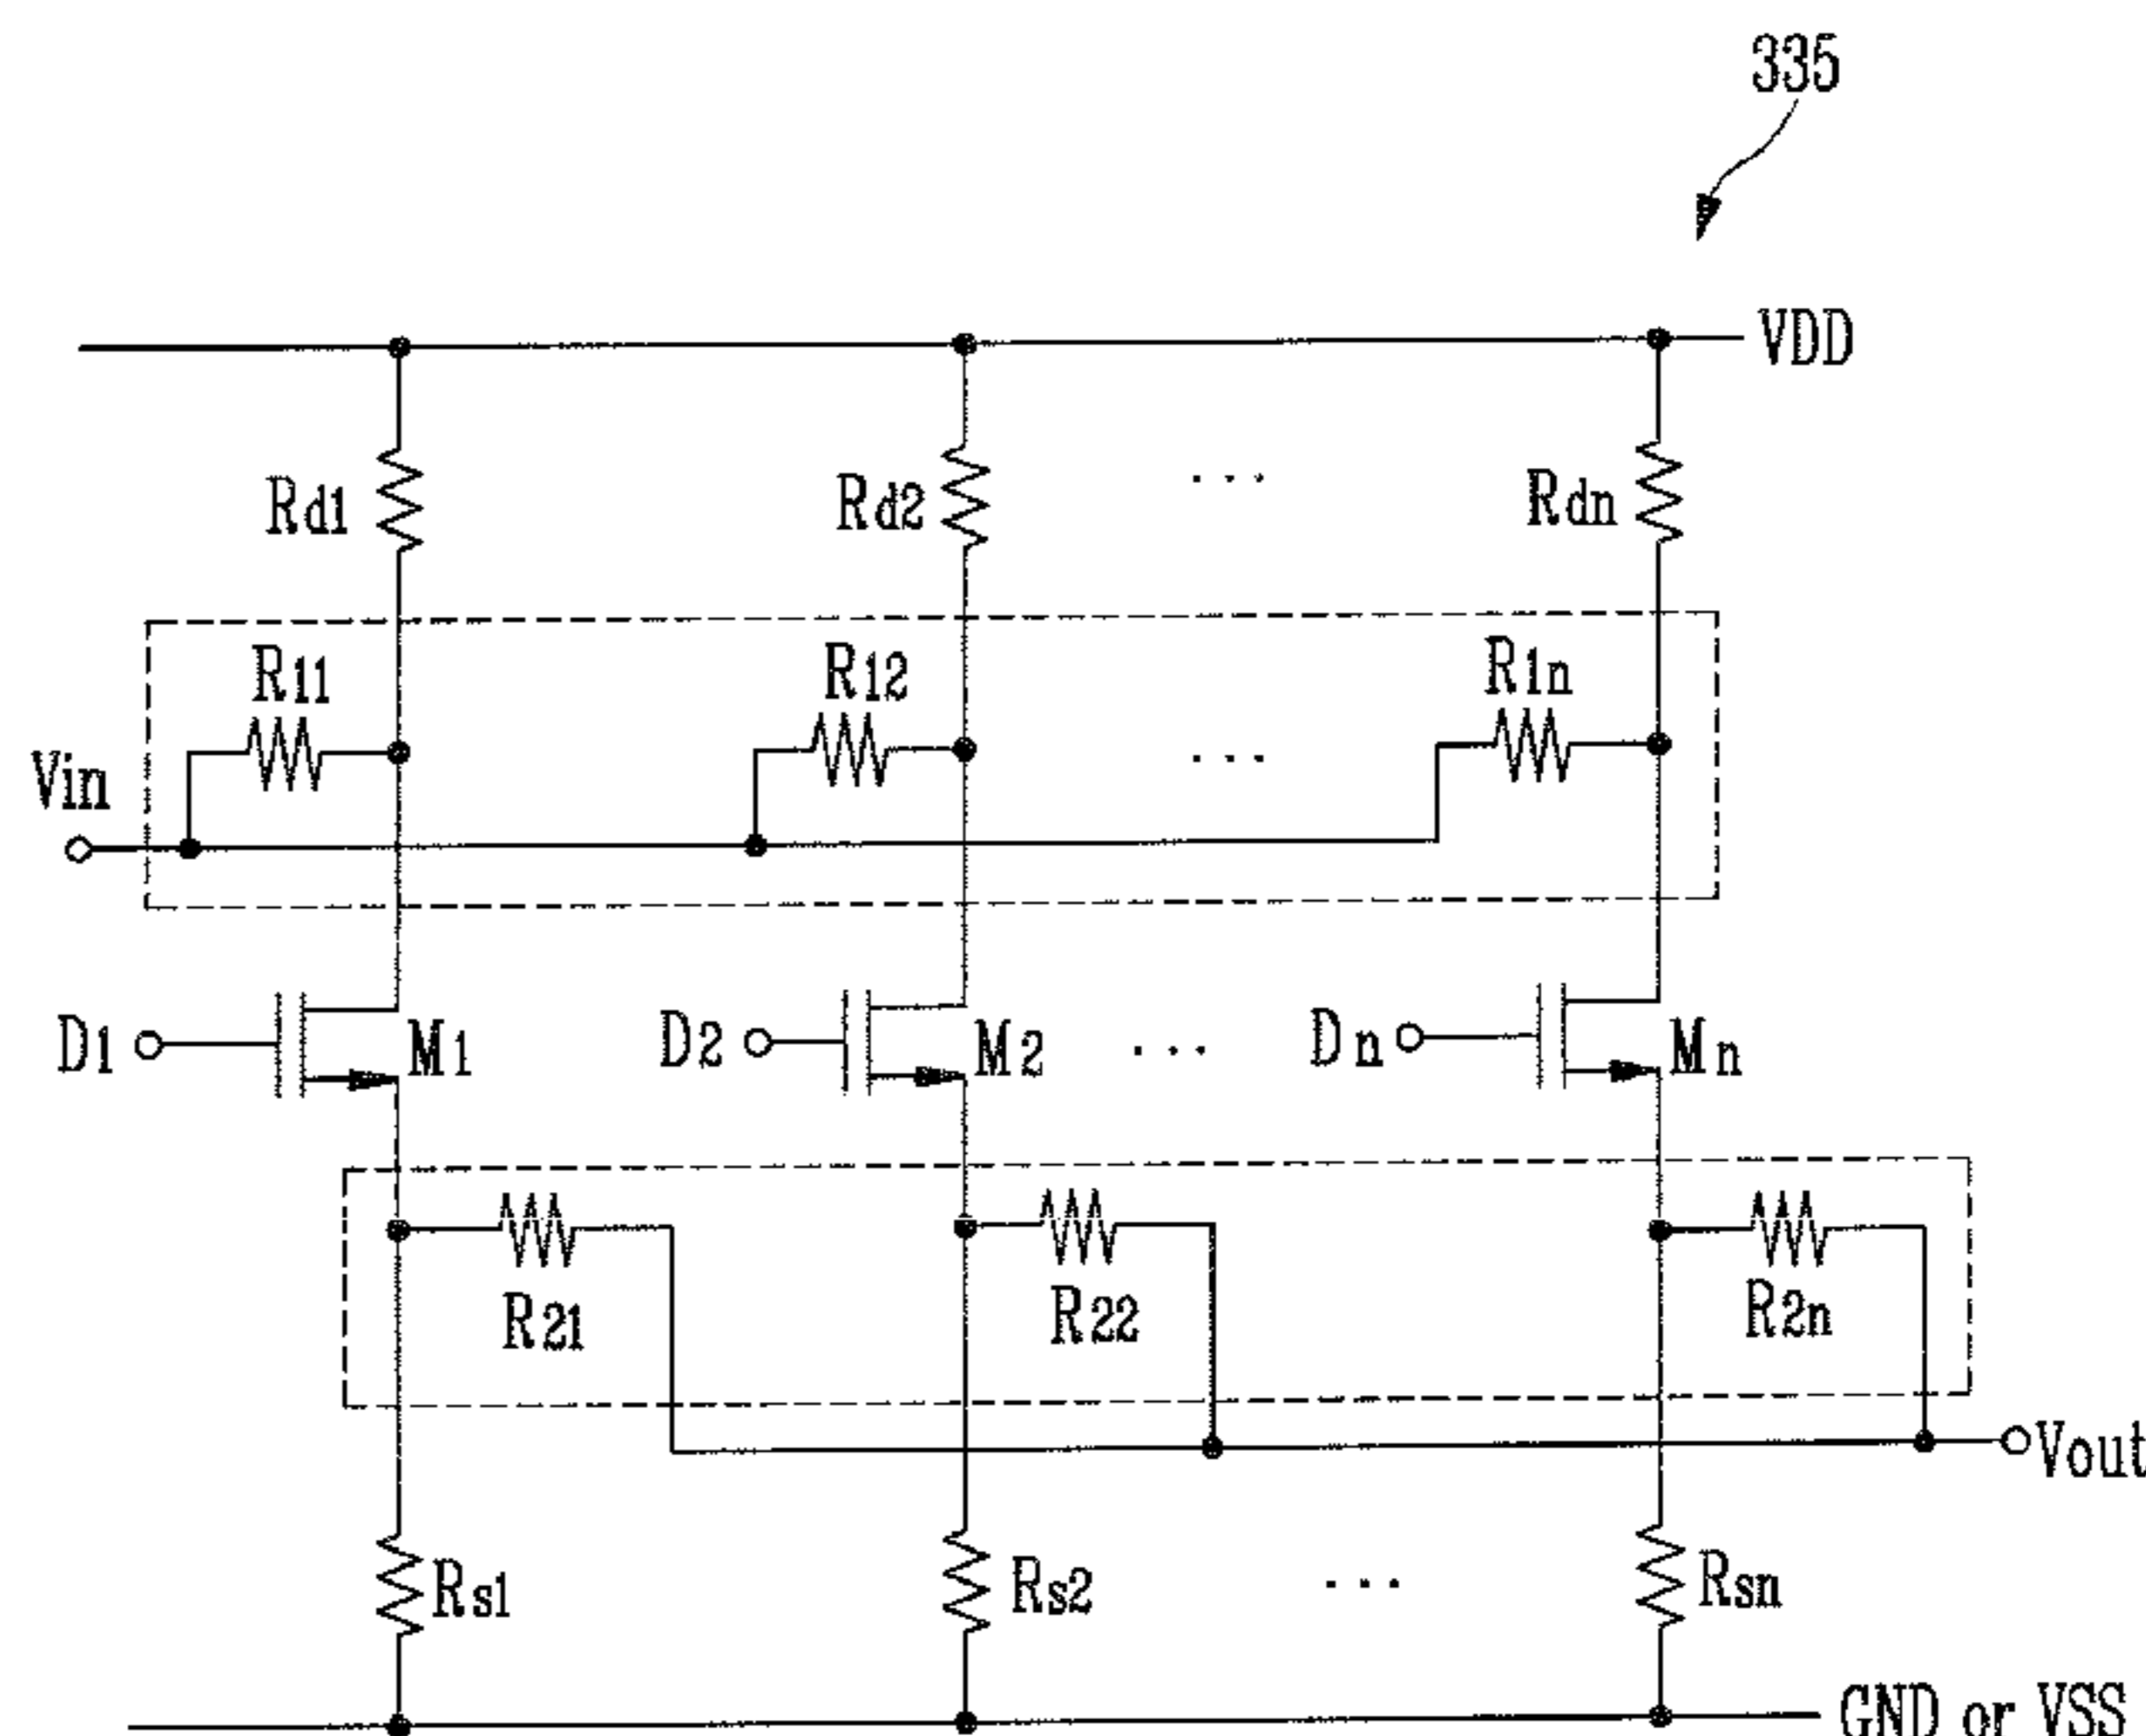 335
VDD
Rd1 Rd2 ... Rdn
R11 R12 R1n
Vin ...
D1 M1 D2 M2 ... Dn Mn
R21 R22 R2n
Vout
Rs1 Rs2 ... Rsn
GND or VSS